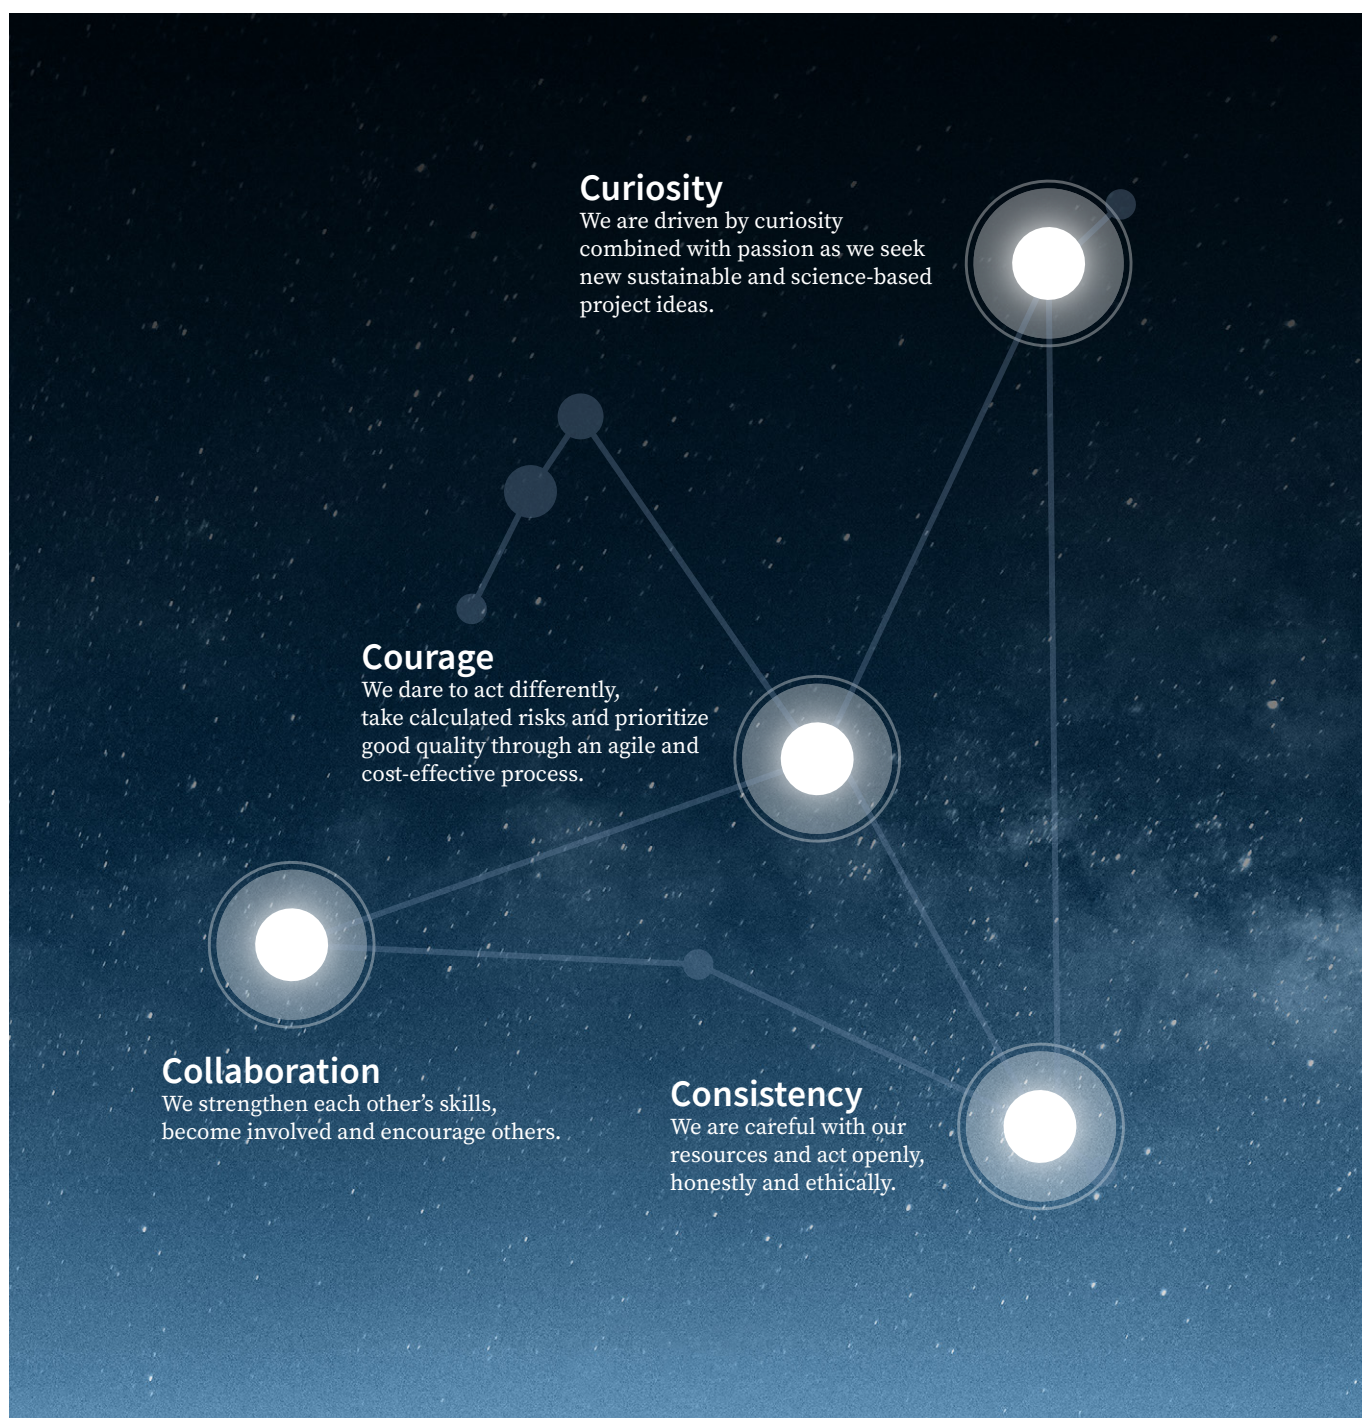 Curiosity
We are driven by curiosity
combined with passion as we seek
new sustainable and science-based
project ideas.
Courage
We dare to act differently,
take calculated risks and prioritize
good quality through an agile and
cost-effective process.
Collaboration
We strengthen each other’s skills,
become involved and encourage others.
Consistency
We are careful with our
resources and act openly,
honestly and ethically.